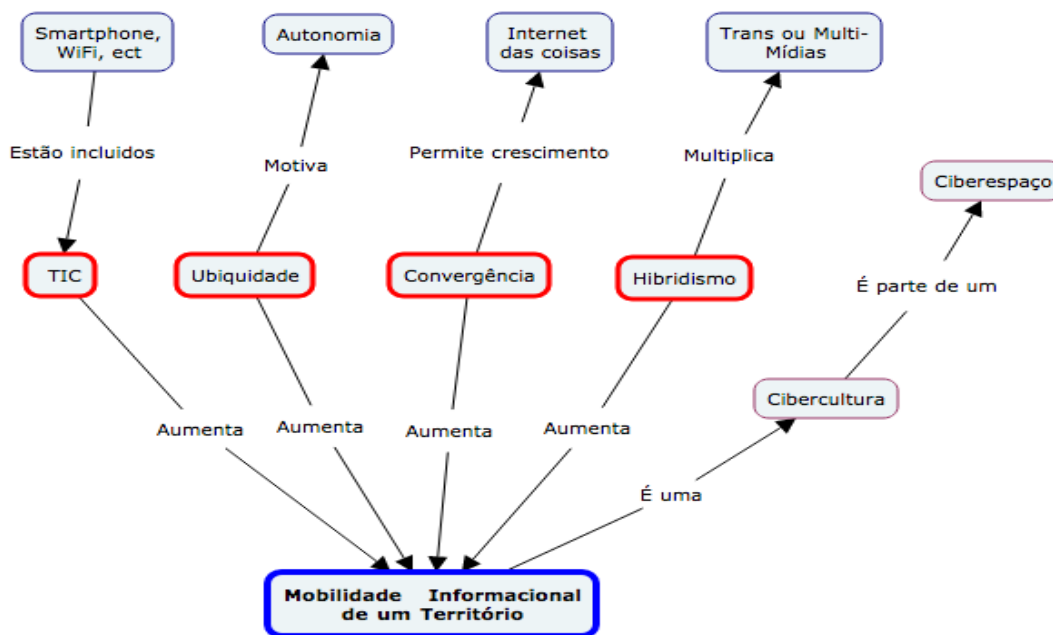 Smartphone,
WiFi, ect
Autonomia
Internet
das coisas
Trans ou Multi-
Mídias
Estão incluidos
Motiva
Permite crescimento
Multiplica
Ciberespaço
TIC
Ubiquidade
Convergência
Hibridismo
É parte de um
Cibercultura
Aumenta
Aumenta
Aumenta
Aumenta
É uma
Mobilidade Informacional
de um Território